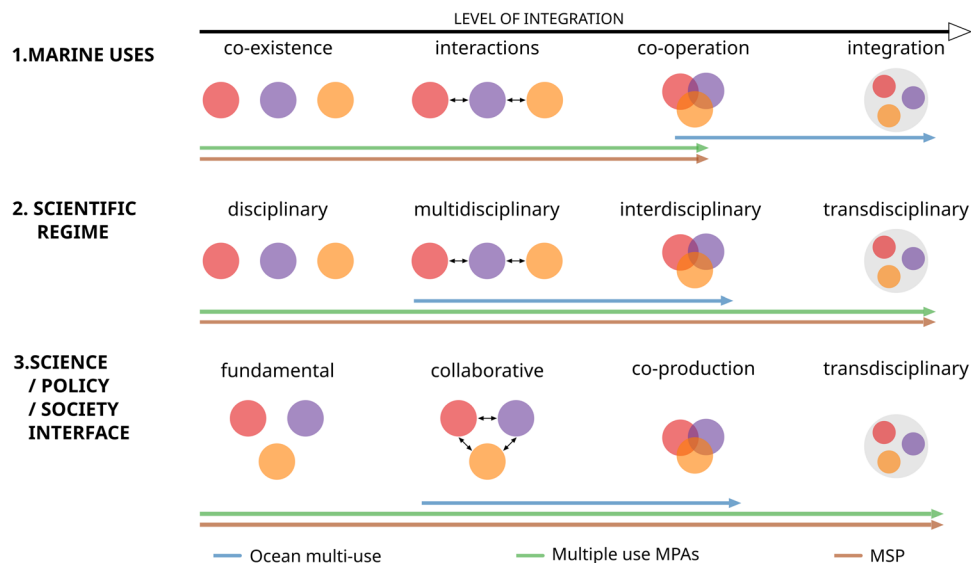 LEVEL OF INTEGRATION
1.MARINE USES
co-existence
interactions
co-operation
integration
2. SCIENTIFIC
REGIME
disciplinary
multidisciplinary
interdisciplinary
transdisciplinary
3.SCIENCE
/ POLICY
/ SOCIETY
INTERFACE
fundamental
collaborative
co-production
transdisciplinary
Ocean multi-use
Multiple use MPAs
MSP